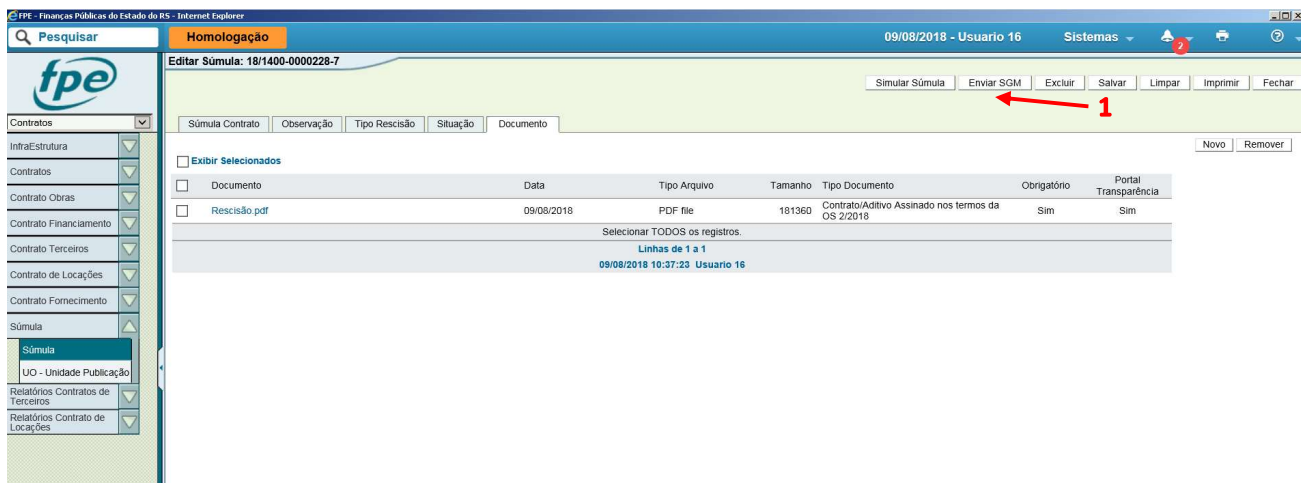 FPE - Finanças Públicas do Estado do RS - Internet Explorer
Pesquisar
Homologação
09/08/2018 - Usuario 16
Sistemas
2
fpe
Editar Súmula: 18/1400-0000228-7
Simular Súmula
Enviar SGM
Excluir
Salvar
Limpar
Imprimir
Fechar
1
Contratos
Súmula Contrato
Observação
Tipo Rescisão
Situação
Documento
Novo
Remover
InfraEstrutura
Contratos
Contrato Obras
Contrato Financiamento
Contrato Terceiros
Contrato de Locações
Contrato Fornecimento
Súmula
Súmula
UO - Unidade Publicação
Relatórios Contratos de
Terceiros
Relatórios Contrato de
Locações
Exibir Selecionados
Documento Data Tipo Arquivo Tamanho Tipo Documento Obrigatório Portal
Transparência
Rescisão.pdf 09/08/2018 PDF file 181360 Contrato/Aditivo Assinado nos termos da
OS 2/2018 Sim Sim
Selecionar TODOS os registros.
Linhas de 1 a 1
09/08/2018 10:37:23 Usuario 16